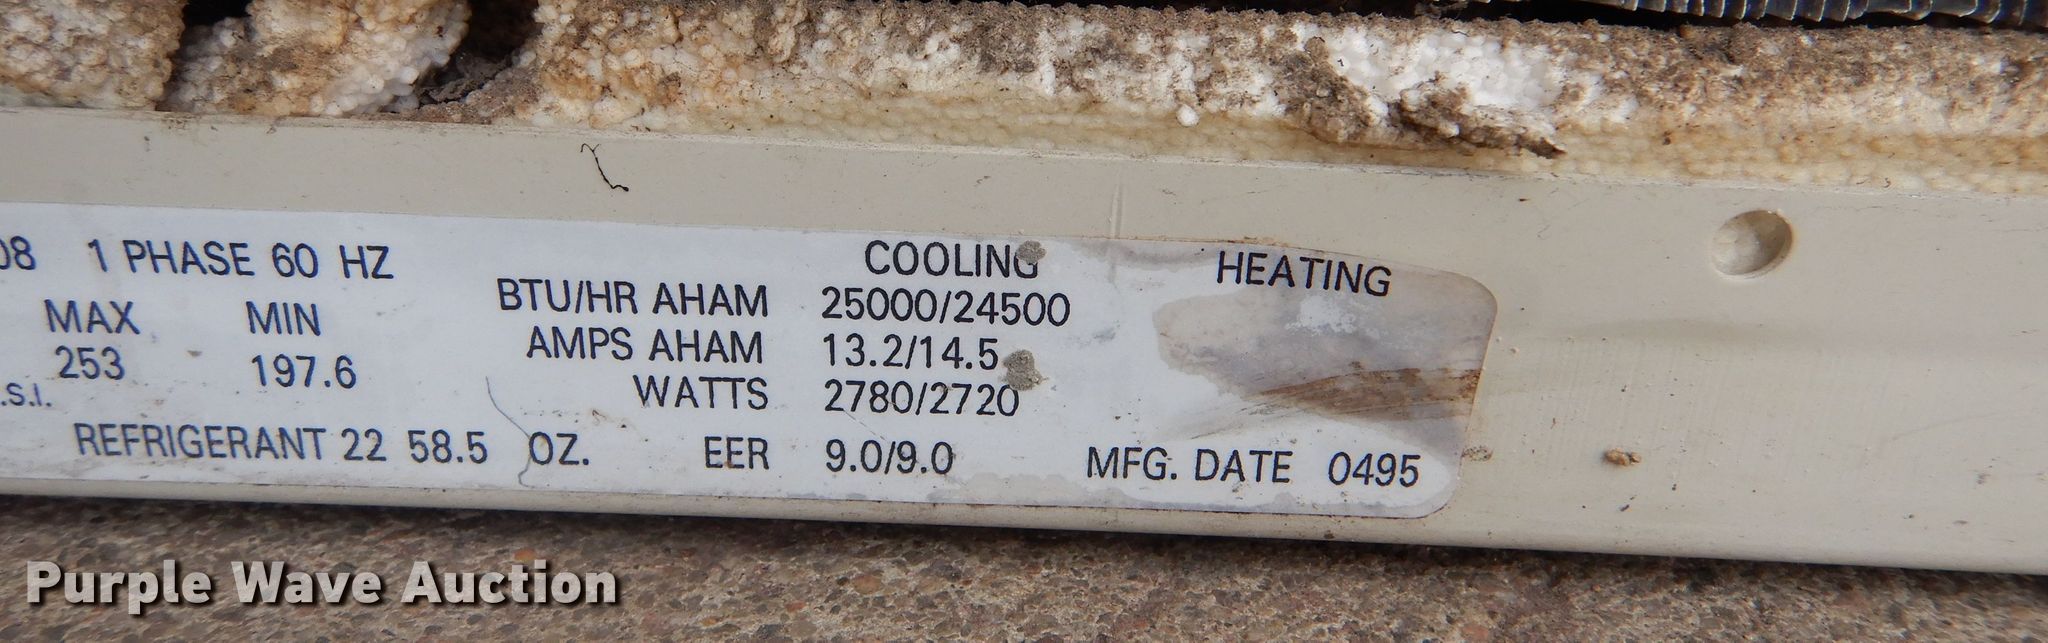 08 1 PHASE 60 HZ
MAX MIN
253 197.6
.S.I.
REFRIGERANT 22 58.5 OZ.
COOLING HEATING
BTU/HR AHAM 25000/24500
AMPS AHAM 13.2/14.5
WATTS 2780/2720
EER 9.0/9.0 MFG. DATE 0495
Purple Wave Auction